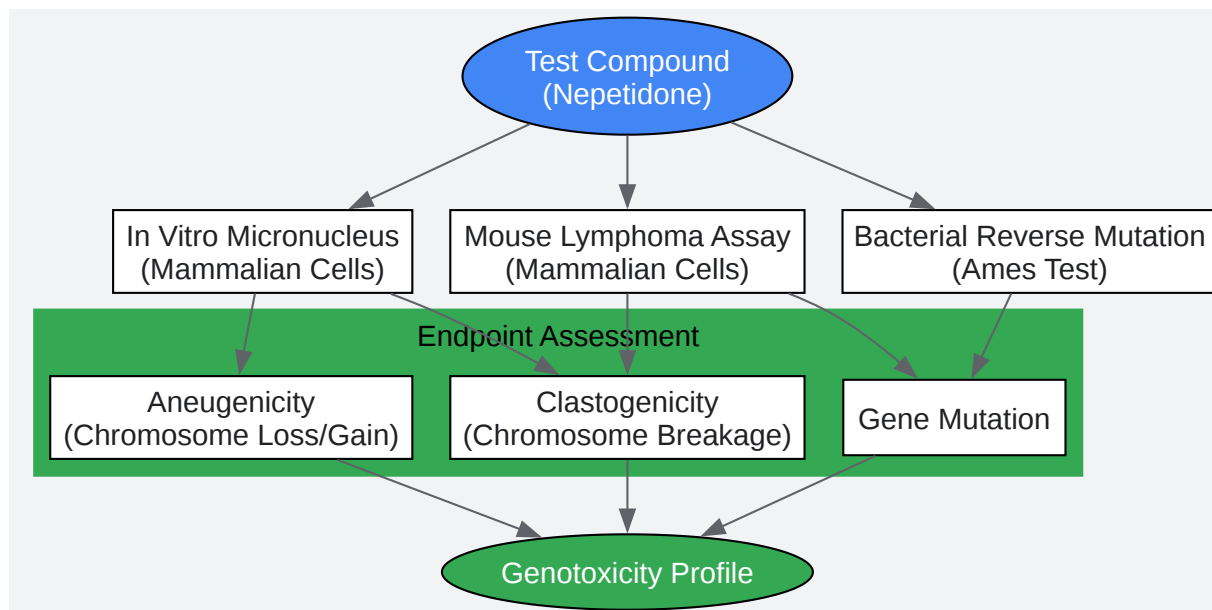 Test Compound
(Nepetidone)
In Vitro Micronucleus
(Mammalian Cells)
Mouse Lymphoma Assay
(Mammalian Cells)
Bacterial Reverse Mutation
(Ames Test)
Endpoint Assessment
Aneugenicity
(Chromosome Loss/Gain)
Clastogenicity
(Chromosome Breakage)
Gene Mutation
Genotoxicity Profile